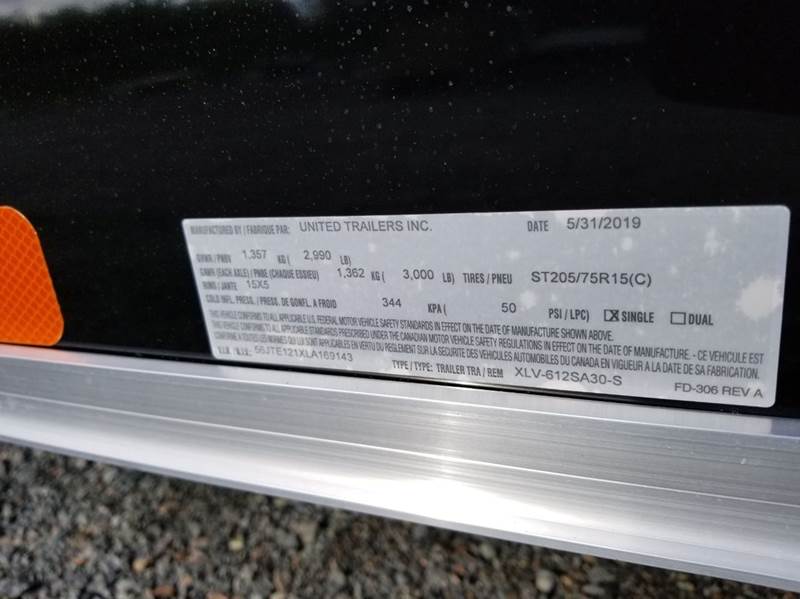 MANUFACTURED BY / FABRIQUE PAR: UNITED TRAILERS INC. DATE 5/31/2019
GVWR / PNBV 1,357 KG ( 2,990 LB)
GAWR (EACH AXLE) / PNBE (CHAQUE ESSIEU) 1,362 KG ( 3,000 LB) TIRES / PNEU ST205/75R15(C)
RIMS / JANTE 15X5
COLD INFL. PRESS. / PRESS. DE GONFL. A FROID 344 KPA ( 50 PSI / LPC) ☒ SINGLE ☐ DUAL
THIS VEHICLE CONFORMS TO ALL APPLICABLE U.S. FEDERAL MOTOR VEHICLE SAFETY STANDARDS IN EFFECT ON THE DATE OF MANUFACTURE SHOWN ABOVE.
THIS VEHICLE CONFORMS TO ALL APPLICABLE STANDARDS PRESCRIBED UNDER THE CANADIAN MOTOR VEHICLE SAFETY REGULATIONS IN EFFECT ON THE DATE OF MANUFACTURE. - CE VEHICULE EST CONFORME A TOUTES LES NORMES QUI LUI SONT APPLICABLES EN VERTU DU REGLEMENT SUR LA SECURITE DES VEHICULES AUTOMOBILES DU CANADA EN VIGUEUR A LA DATE DE SA FABRICATION.
V.I.N. / N.I.V.: 56JTE121XLA169143 TYPE / TYPE: TRAILER TRA / REM XLV-612SA30-S
FD-306 REV A